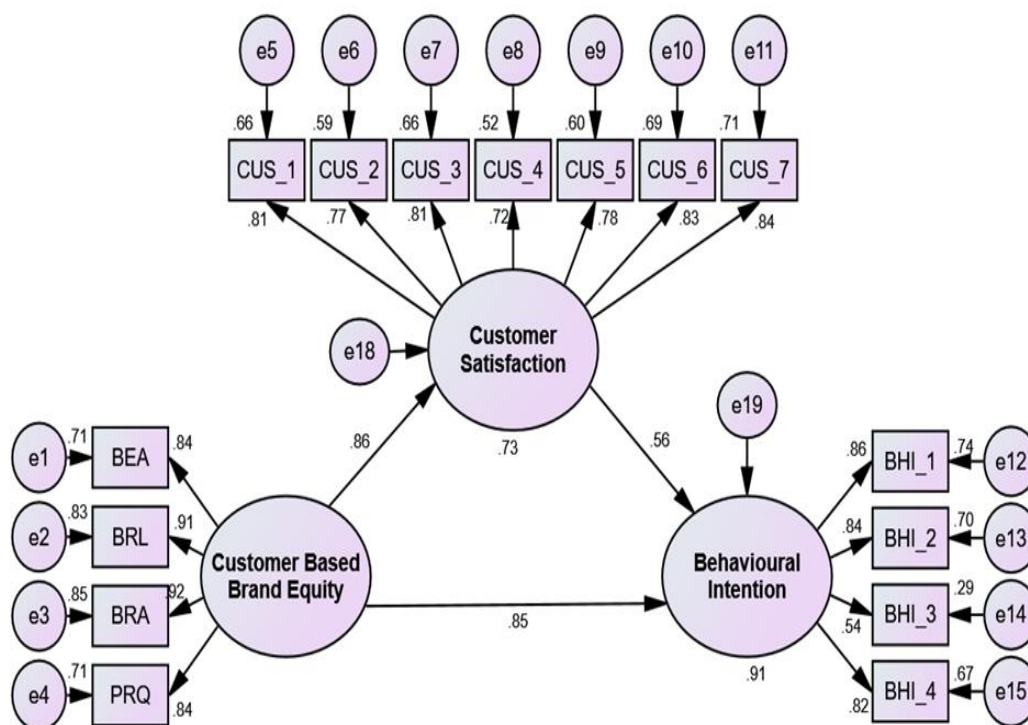 e5 e6 e7 e8 e9 e10 e11
.66 .59 .66 .52 .60 .69 .71
CUS_1 CUS_2 CUS_3 CUS_4 CUS_5 CUS_6 CUS_7
.81 .77 .81 .72 .78 .83 .84
Customer
Satisfaction
e18
.73
e19
.86
.56
e1 .71 BEA .84
e2 .83 BRL .91
e3 .85 BRA .92
e4 .71 PRQ .84
Customer Based
Brand Equity
.85
Behavioural
Intention
.91
.86 BHI_1 .74 e12
.84 BHI_2 .70 e13
.54 BHI_3 .29 e14
.82 BHI_4 .67 e15